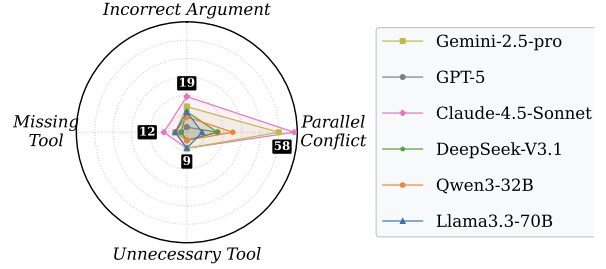 Incorrect Argument
19
Missing
Tool
12
Parallel
Conflict
58
9
Unnecessary Tool
Gemini-2.5-pro
GPT-5
Claude-4.5-Sonnet
DeepSeek-V3.1
Qwen3-32B
Llama3.3-70B